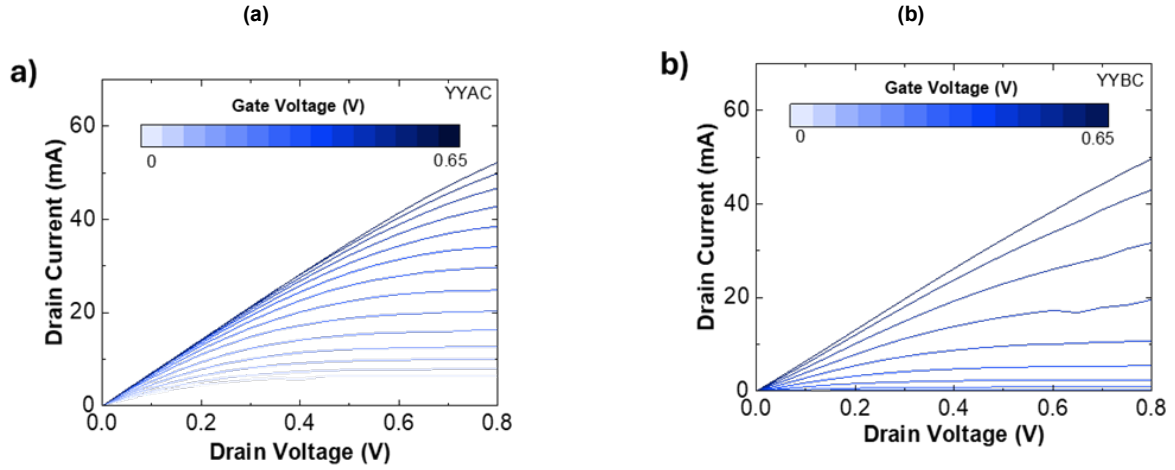 (a)
(b)
a)
YYAC
Gate Voltage (V)
0
0.65
60
40
20
0
0.0
0.2
0.4
0.6
0.8
Drain Current (mA)
Drain Voltage (V)
b)
YYBC
Gate Voltage (V)
0
0.65
60
40
20
0
0.0
0.2
0.4
0.6
0.8
Drain Current (mA)
Drain Voltage (V)